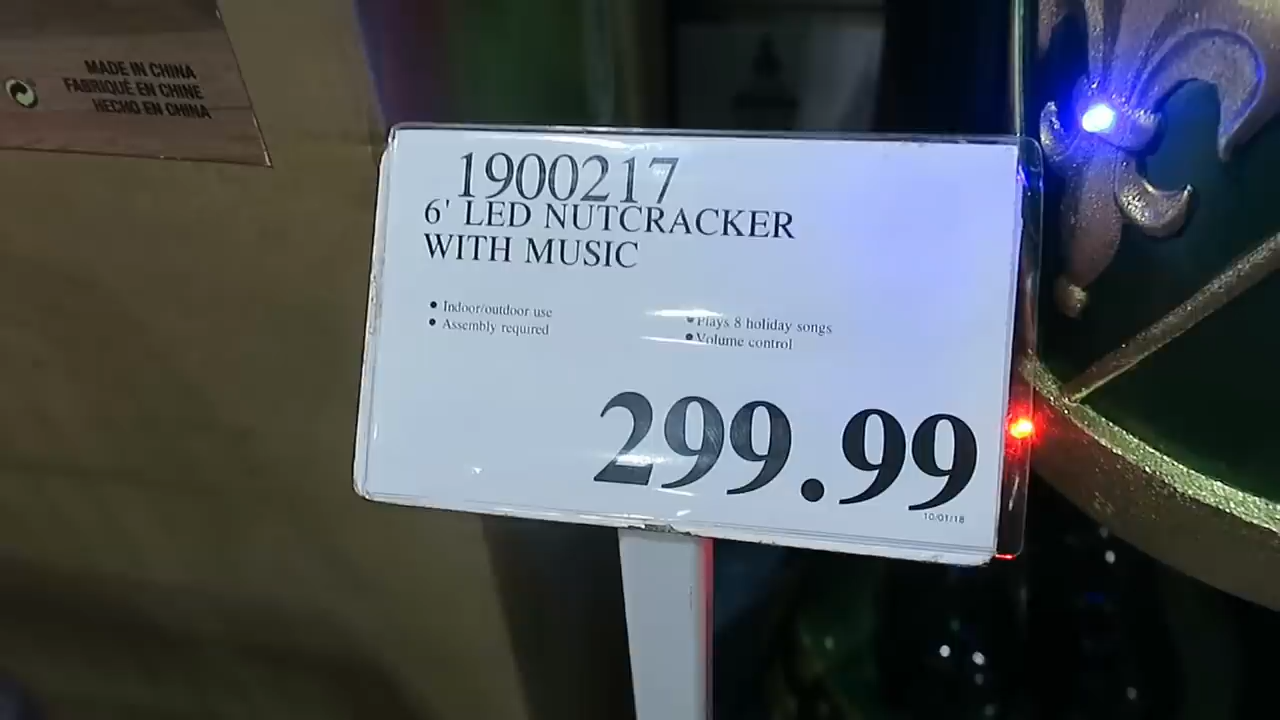 MADE IN CHINA
FABRIQUÉ EN CHINE
HECHO EN CHINA
1900217
6' LED NUTCRACKER
WITH MUSIC
● Indoor/outdoor use
● Assembly required
● Plays 8 holiday songs
● Volume control
299.99
10/01/18